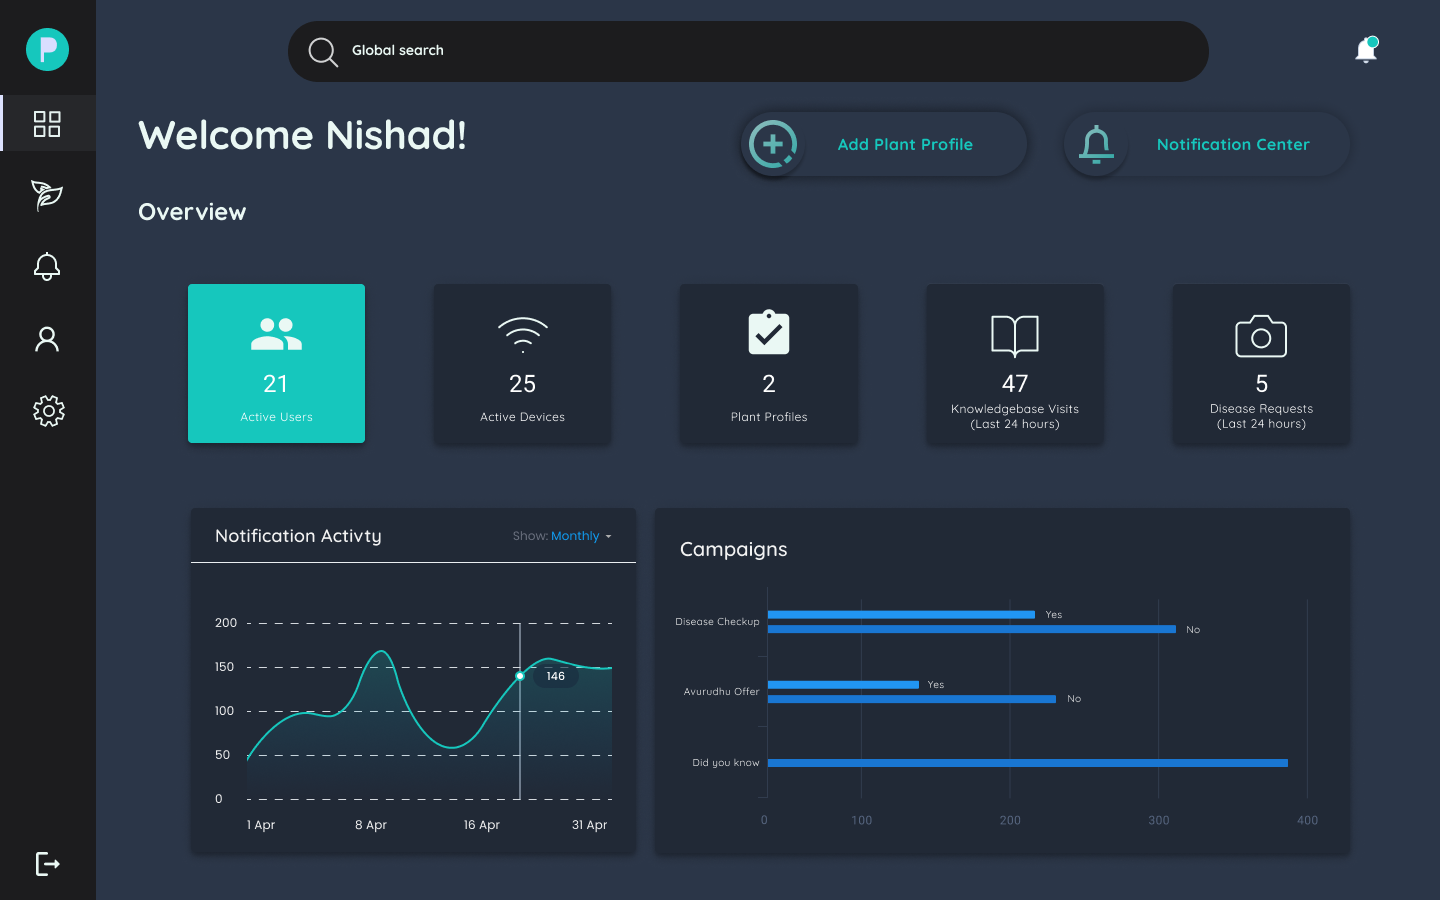 P
Global search
Welcome Nishad!
Add Plant Profile
Notification Center
Overview
21
Active Users
25
Active Devices
2
Plant Profiles
47
Knowledgebase Visits
(Last 24 hours)
5
Disease Requests
(Last 24 hours)
Notification Activty
Show: Monthly
200
150
100
50
0
146
1 Apr
8 Apr
16 Apr
31 Apr
Campaigns
Disease Checkup
Yes
No
Avurudhu Offer
Yes
No
Did you know
0
100
200
300
400